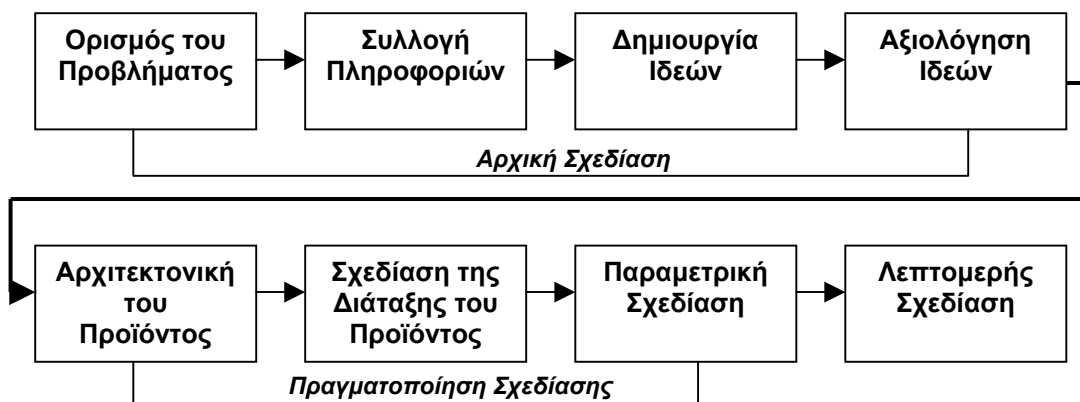 Ορισμός του
Προβλήματος
Συλλογή
Πληροφοριών
Δημιουργία
Ιδεών
Αξιολόγηση
Ιδεών
Αρχική Σχεδίαση
Αρχιτεκτονική
του
Προϊόντος
Σχεδίαση της
Διάταξης του
Προϊόντος
Παραμετρική
Σχεδίαση
Λεπτομερής
Σχεδίαση
Πραγματοποίηση Σχεδίασης